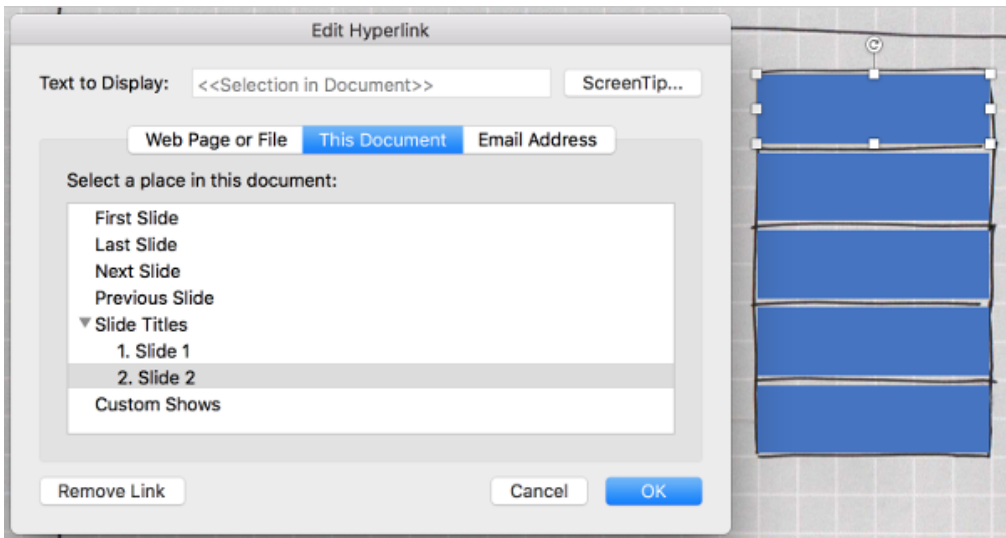 Edit Hyperlink
Text to Display: <<Selection in Document>> ScreenTip...
Web Page or File This Document Email Address
Select a place in this document:
First Slide
Last Slide
Next Slide
Previous Slide
Slide Titles
1. Slide 1
2. Slide 2
Custom Shows
Remove Link Cancel OK